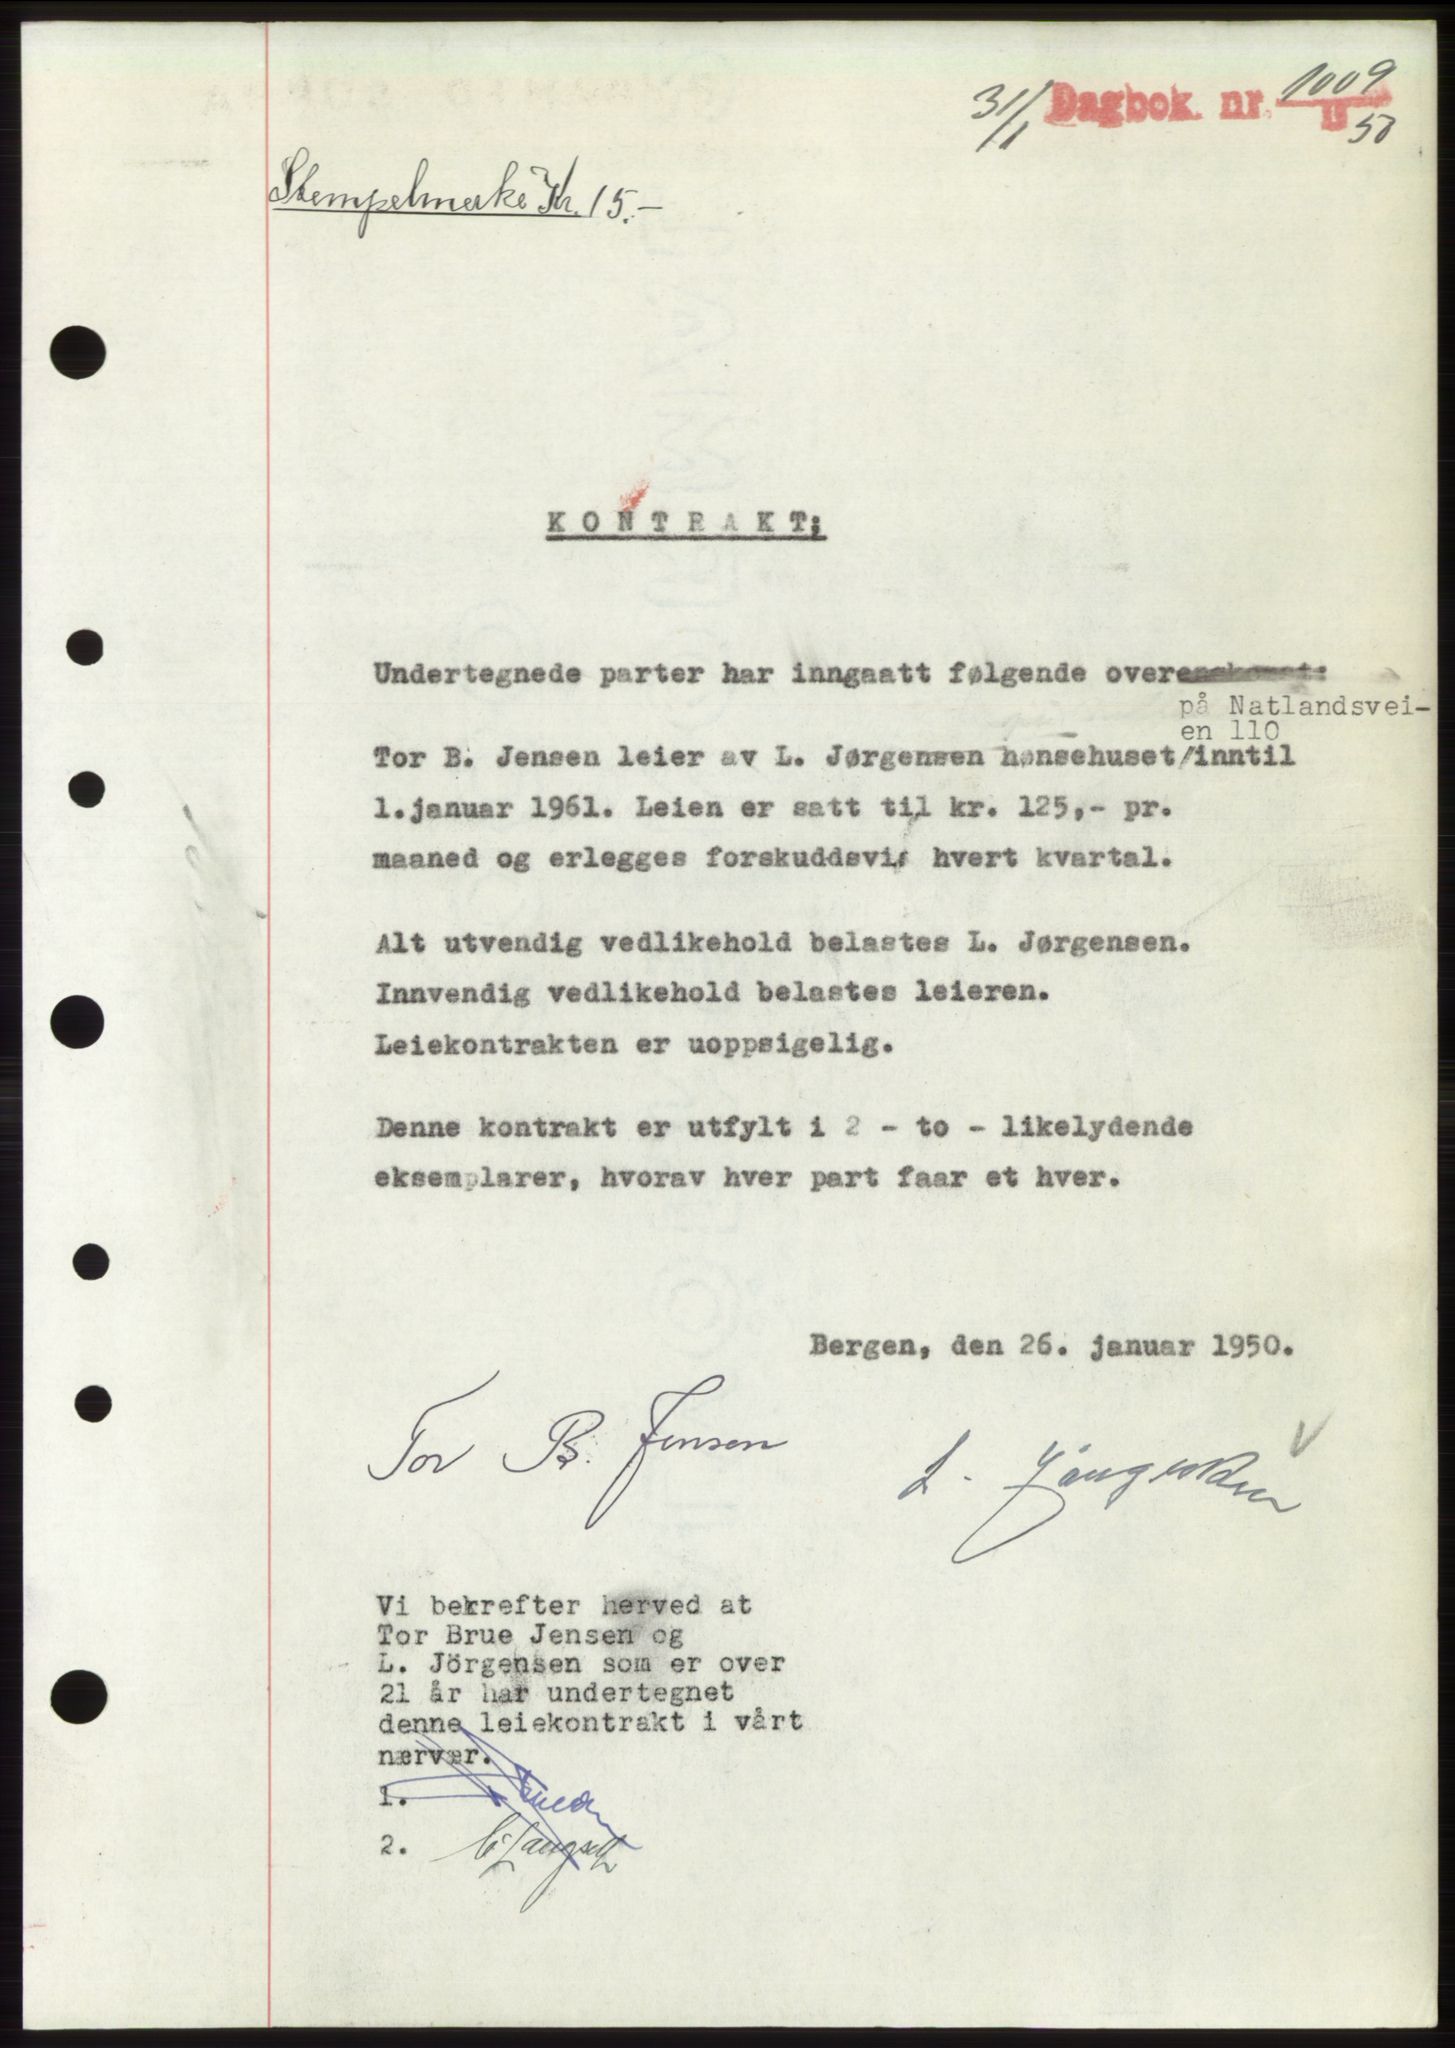 31/1 Dagbok nr. 1009
B 50
Stempelmerke Kr. 15.-
KONTRAKT;
Undertegnede parter har inngaatt følgende overenskomst:
på Natlandsvei-
en 110
Tor B. Jensen leier av L. Jørgensen hønsehuset/inntil
1.januar 1961. Leien er satt til kr. 125,- pr.
maaned og erlegges forskuddsvis hvert kvartal.
Alt utvendig vedlikehold belastes L. Jørgensen.
Innvendig vedlikehold belastes leieren.
Leiekontrakten er uoppsigelig.
Denne kontrakt er utfylt i 2 - to - likelydende
eksemplarer, hvorav hver part faar et hver.
Bergen, den 26. januar 1950.
Tor B. Jensen
L. Jörgensen
Vi bekrefter herved at
Tor Brue Jensen og
L. Jörgensen som er over
21 år har undertegnet
denne leiekontrakt i vårt
nærvær.
1.
2.